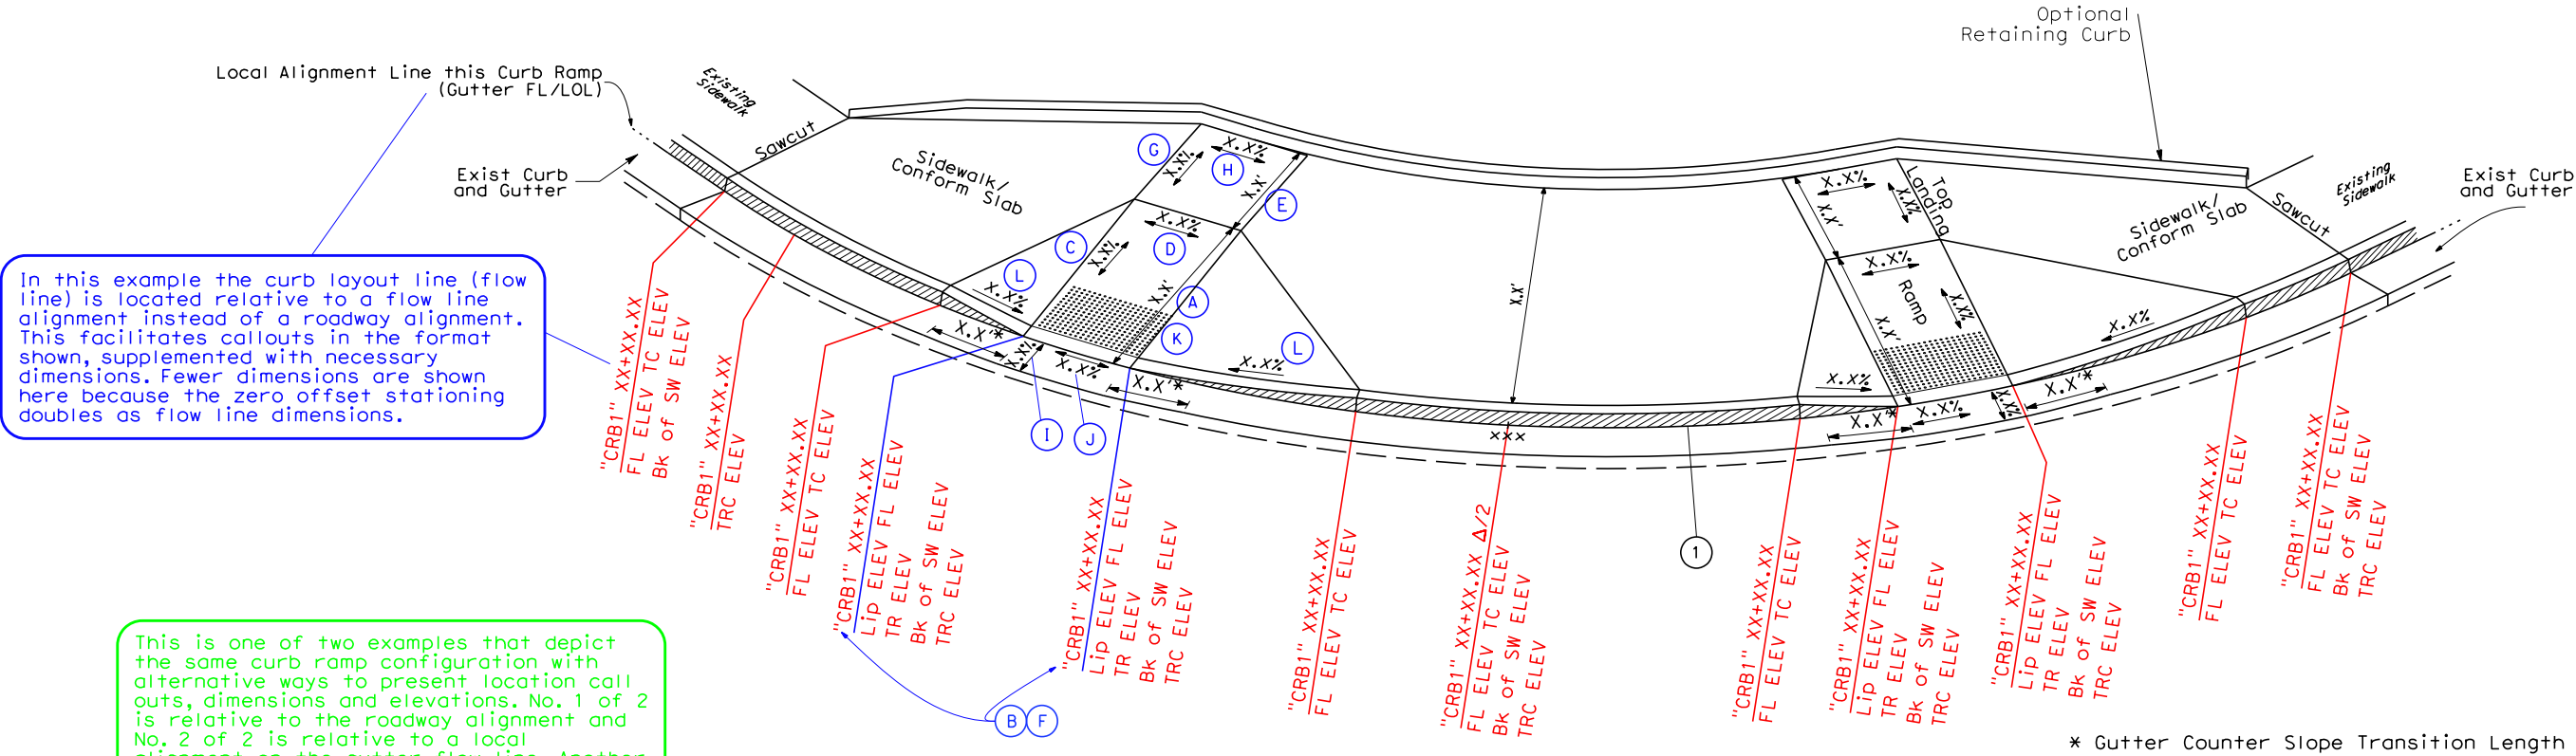 Optional
Retaining Curb
Local Alignment Line this Curb Ramp
(Gutter FL/LOL)
Existing
Sidewalk
Sawcut
Exist Curb
and Gutter
Sidewalk/
Conform Slab
G
X.X%
X.X%
H
X.X'
E
C
X.X%
D
X.X%
L
X.X%
X.X'
A
K
X.X'*
X.X%
X.X%
X.X'*
L
X.X%
I
J
X.X'
xxx
1
X.X%
X.X%
Top
Landing
X.X'
X.X%
Ramp
X.X%
X.X'
X.X%
X.X'*
X.X%
X.X%
X.X'*
X.X%
Sidewalk/
Conform Slab
Sawcut
Existing
Sidewalk
Exist Curb
and Gutter
In this example the curb layout line (flow
line) is located relative to a flow line
alignment instead of a roadway alignment.
This facilitates callouts in the format
shown, supplemented with necessary
dimensions. Fewer dimensions are shown
here because the zero offset stationing
doubles as flow line dimensions.
"CRB1" XX+XX.XX
FL ELEV TC ELEV
Bk of SW ELEV
"CRB1" XX+XX.XX
TRC ELEV
"CRB1" XX+XX.XX
FL ELEV TC ELEV
"CRB1" XX+XX.XX
Lip ELEV FL ELEV
TR ELEV
Bk of SW ELEV
TRC ELEV
"CRB1" XX+XX.XX
Lip ELEV FL ELEV
TR ELEV
Bk of SW ELEV
TRC ELEV
B F
"CRB1" XX+XX.XX
FL ELEV TC ELEV
"CRB1" XX+XX.XX Δ/2
FL ELEV TC ELEV
Bk of SW ELEV
TRC ELEV
"CRB1" XX+XX.XX
FL ELEV TC ELEV
"CRB1" XX+XX.XX
Lip ELEV FL ELEV
TR ELEV
Bk of SW ELEV
TRC ELEV
"CRB1" XX+XX.XX
Lip ELEV FL ELEV
TR ELEV
Bk of SW ELEV
TRC ELEV
"CRB1" XX+XX.XX
FL ELEV TC ELEV
"CRB1" XX+XX.XX
FL ELEV TC ELEV
Bk of SW ELEV
TRC ELEV
This is one of two examples that depict
the same curb ramp configuration with
alternative ways to present location call
outs, dimensions and elevations. No. 1 of 2
is relative to the roadway alignment and
No. 2 of 2 is relative to a local
alignment on the gutter flow line. Another
* Gutter Counter Slope Transition Length